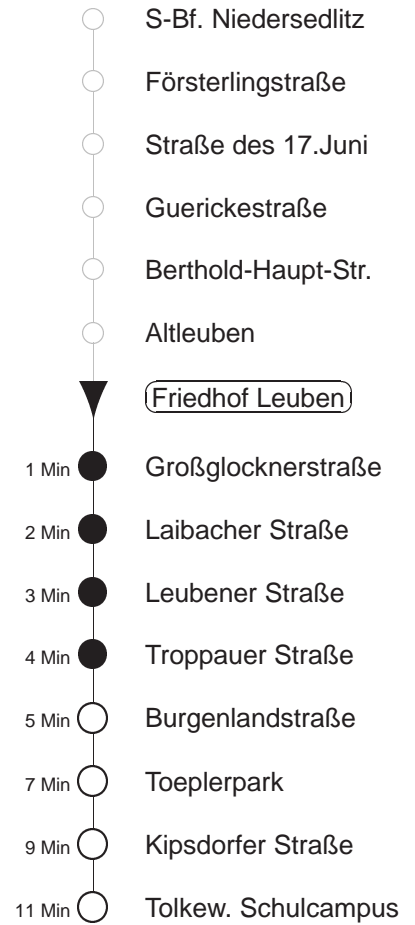 S-Bf. Niedersedlitz
Försterlingstraße
Straße des 17.Juni
Guerickestraße
Berthold-Haupt-Str.
Altleuben
Friedhof Leuben
1 Min Großglocknerstraße
2 Min Laibacher Straße
3 Min Leubener Straße
4 Min Troppauer Straße
5 Min Burgenlandstraße
7 Min Toeplerpark
9 Min Kipsdorfer Straße
11 Min Tolkew. Schulcampus